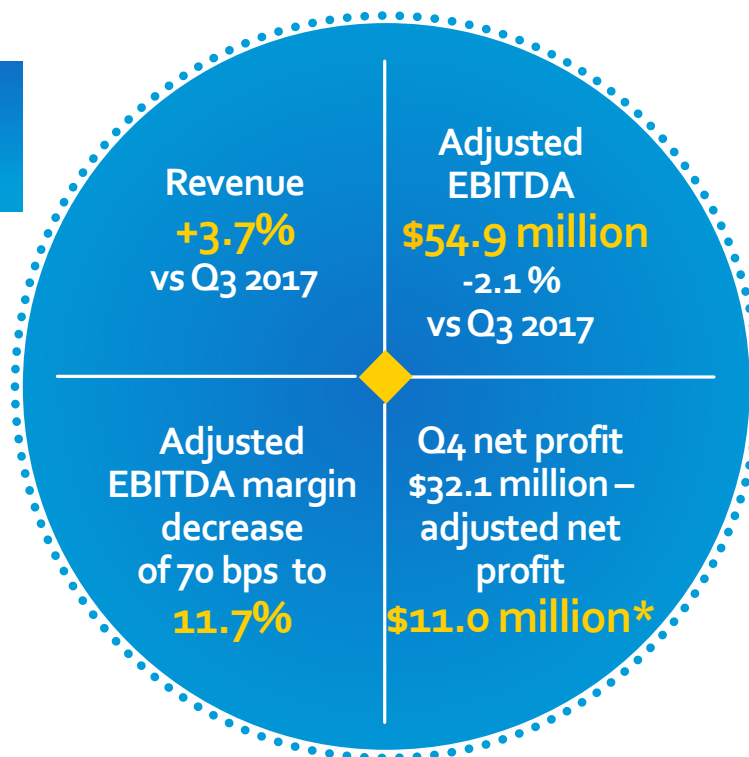 Revenue
+3.7%
vs Q3 2017
Adjusted
EBITDA
$54.9 million
-2.1 %
vs Q3 2017
Adjusted
EBITDA margin
decrease
of 70 bps to
11.7%
Q4 net profit
$32.1 million –
adjusted net
profit
$11.0 million*